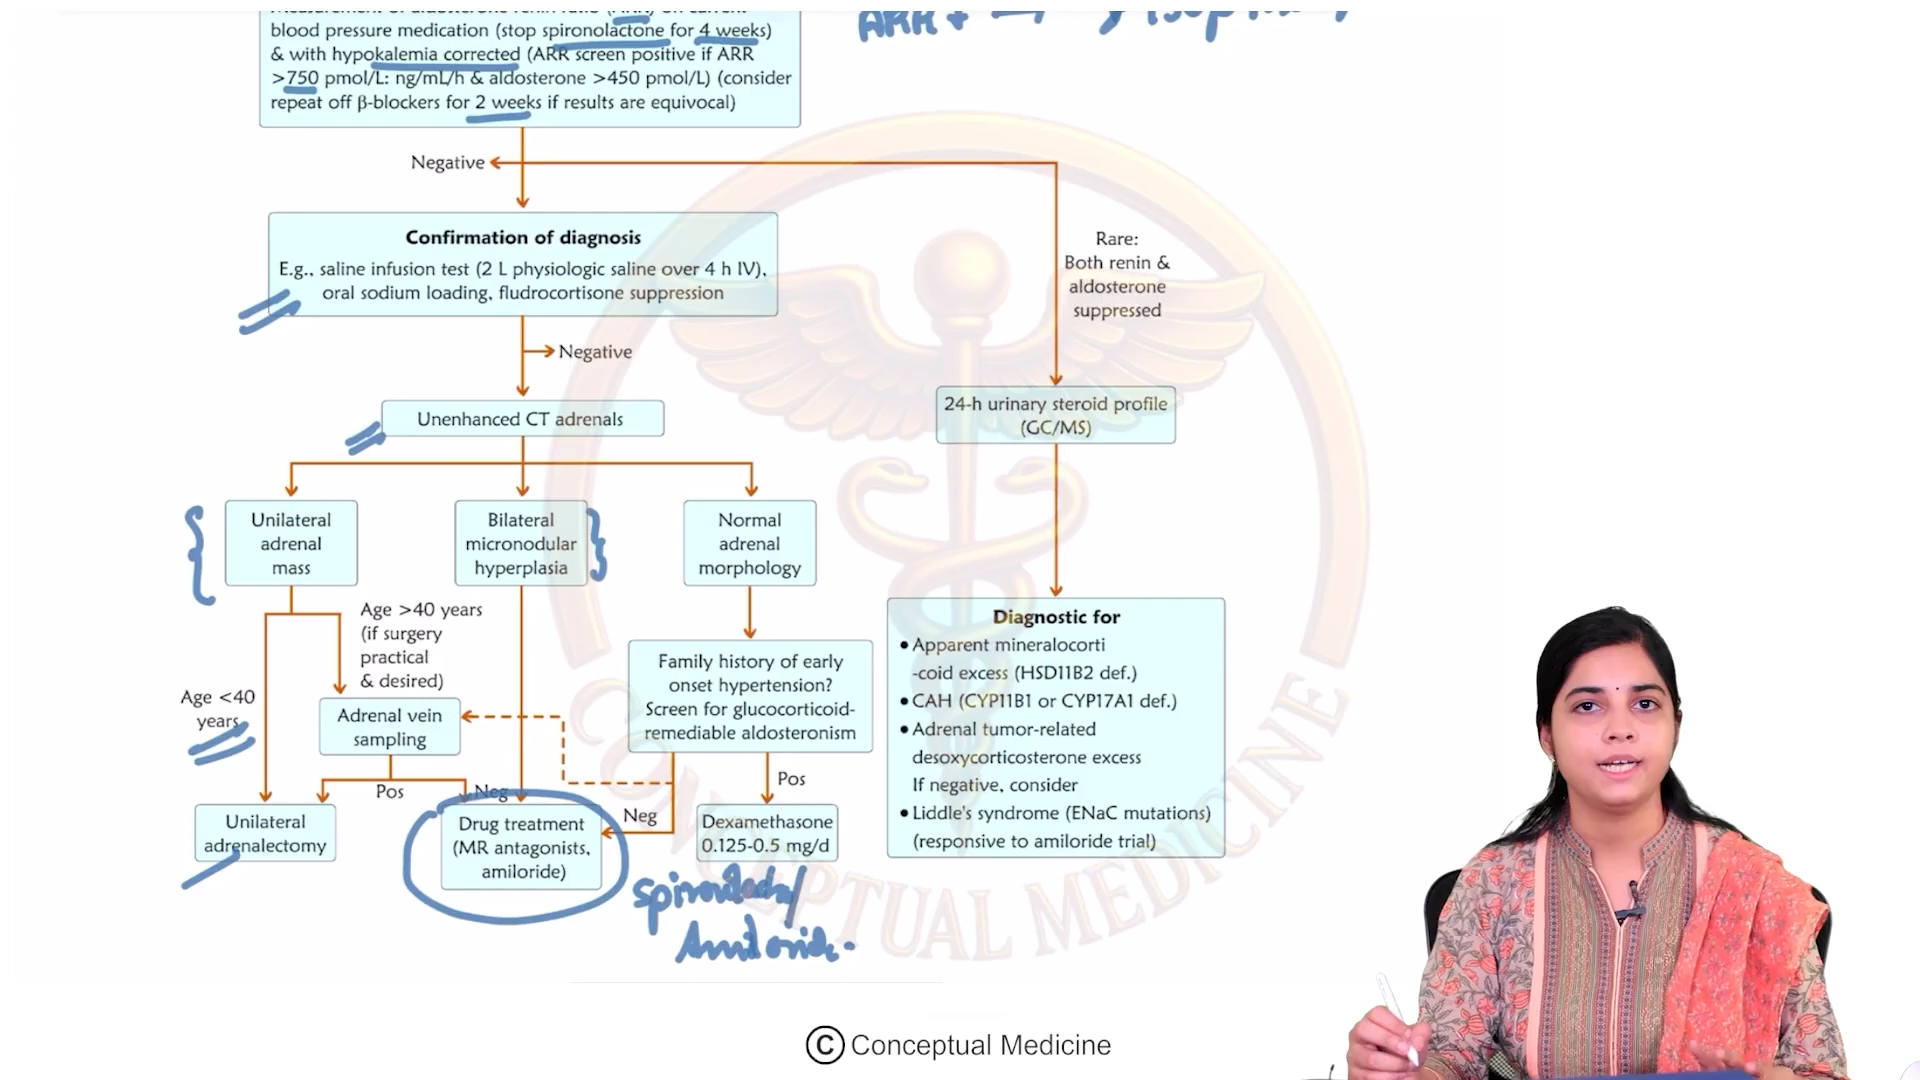 blood pressure medication (stop spironolactone for 4 weeks)
& with hypokalemia corrected (ARR screen positive if ARR
>750 pmol/L: ng/mL/h & aldosterone >450 pmol/L) (consider
repeat off β-blockers for 2 weeks if results are equivocal)
Negative
Confirmation of diagnosis
E.g., saline infusion test (2 L physiologic saline over 4 h IV),
oral sodium loading, fludrocortisone suppression
Negative
Rare:
Both renin &
aldosterone
suppressed
Unenhanced CT adrenals
24-h urinary steroid profile
(GC/MS)
Unilateral
adrenal
mass
Bilateral
micronodular
hyperplasia
Normal
adrenal
morphology
Age >40 years
(if surgery
practical
& desired)
Age <40
years
Adrenal vein
sampling
Family history of early
onset hypertension?
Screen for glucocorticoid-
remediable aldosteronism
Pos
Neg
Neg
Pos
Unilateral
adrenalectomy
Drug treatment
(MR antagonists,
amiloride)
Dexamethasone
0.125-0.5 mg/d
Amiloride
Diagnostic for
• Apparent mineralocorti
-coid excess (HSD11B2 def.)
• CAH (CYP11B1 or CYP17A1 def.)
• Adrenal tumor-related
desoxycorticosterone excess
If negative, consider
• Liddle's syndrome (ENaC mutations)
(responsive to amiloride trial)
CONCEPTUAL MEDICINE
© Conceptual Medicine